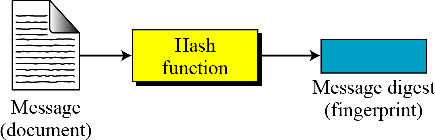 Hash
function
Message
(document)
Message digest
(fingerprint)